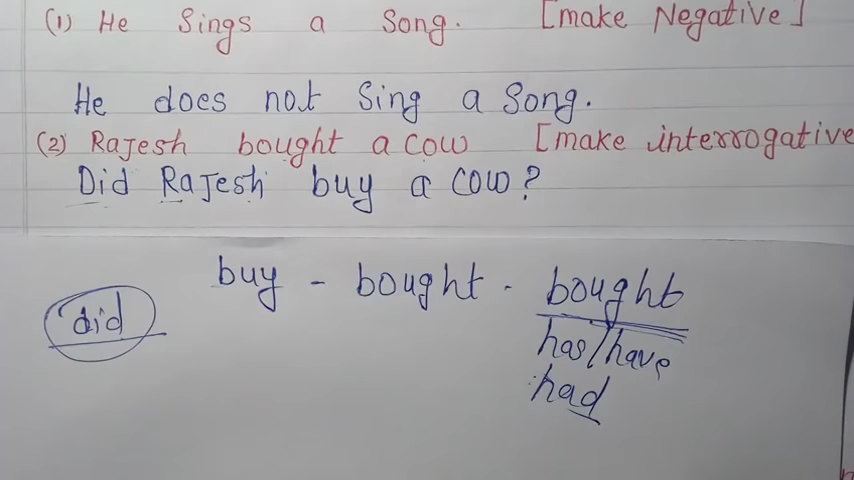 (1) He Sings a Song. [make Negative]
He does not Sing a Song.
(2) Rajesh bought a cow [make interrogative
Did Rajesh buy a cow?
buy - bought - bought
did
has/have
had